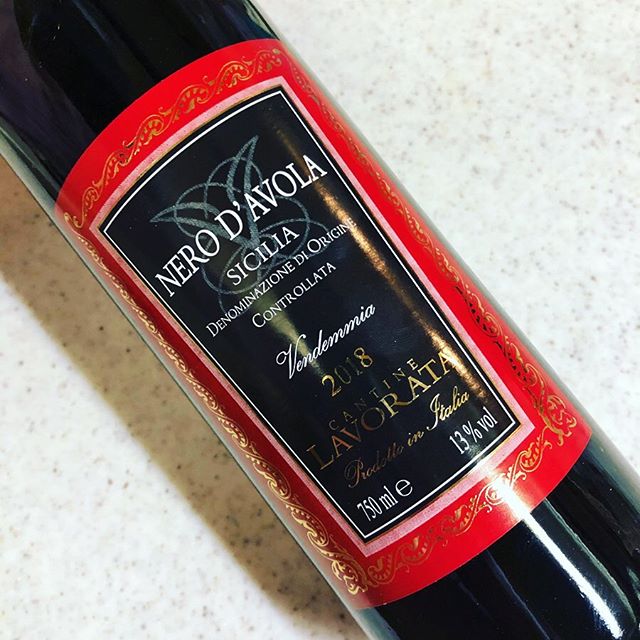 NERO D'AVOLA
SICILIA
DENOMINAZIONE DI ORIGINE
CONTROLLATA
Vendemmia
2018
CANTINE
LAVORATA
Prodotto in Italia
750 ml e 13 % vol